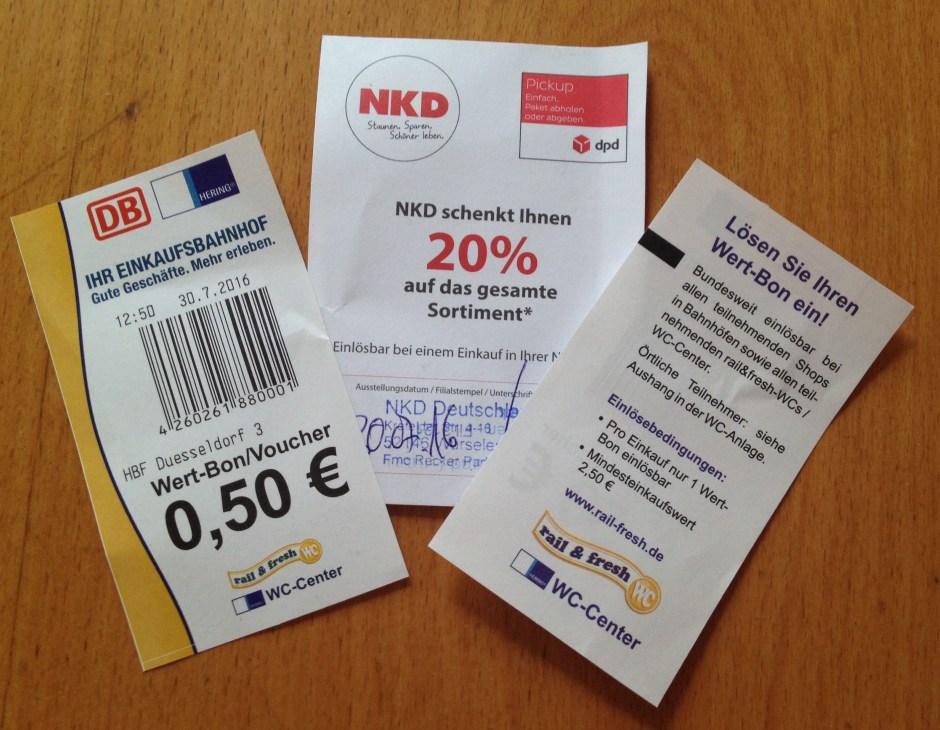 DB
HERING
IHR EINKAUFSBAHNHOF
Gute Geschäfte. Mehr erleben.
12:50 30.7.2016
4 260261 880001
HBF Duesseldorf 3
Wert-Bon/Voucher
0,50 €
rail & fresh WC
WC-Center
NKD
Staunen. Sparen.
Schöner leben.
Pickup
Einfach.
Paket abholen
oder abgeben.
dpd
NKD schenkt Ihnen
20%
auf das gesamte
Sortiment*
Einlösbar bei einem Einkauf in Ihrer N
Ausstellungsdatum / Filialstempel / Unterschrift
NKD Deutschl
Lösen Sie Ihren
Wert-Bon ein!
Bundesweit einlösbar bei
allen teilnehmenden Shops
in Bahnhöfen sowie allen teil-
nehmenden rail&fresh-WCs /
WC-Center.
Örtliche Teilnehmer: siehe
Aushang in der WC-Anlage.
Einlösebedingungen:
• Pro Einkauf nur 1 Wert-
Bon einlösbar
• Mindesteinkaufswert
2,50 €
www.rail-fresh.de
rail & fresh WC
HERING
WC-Center